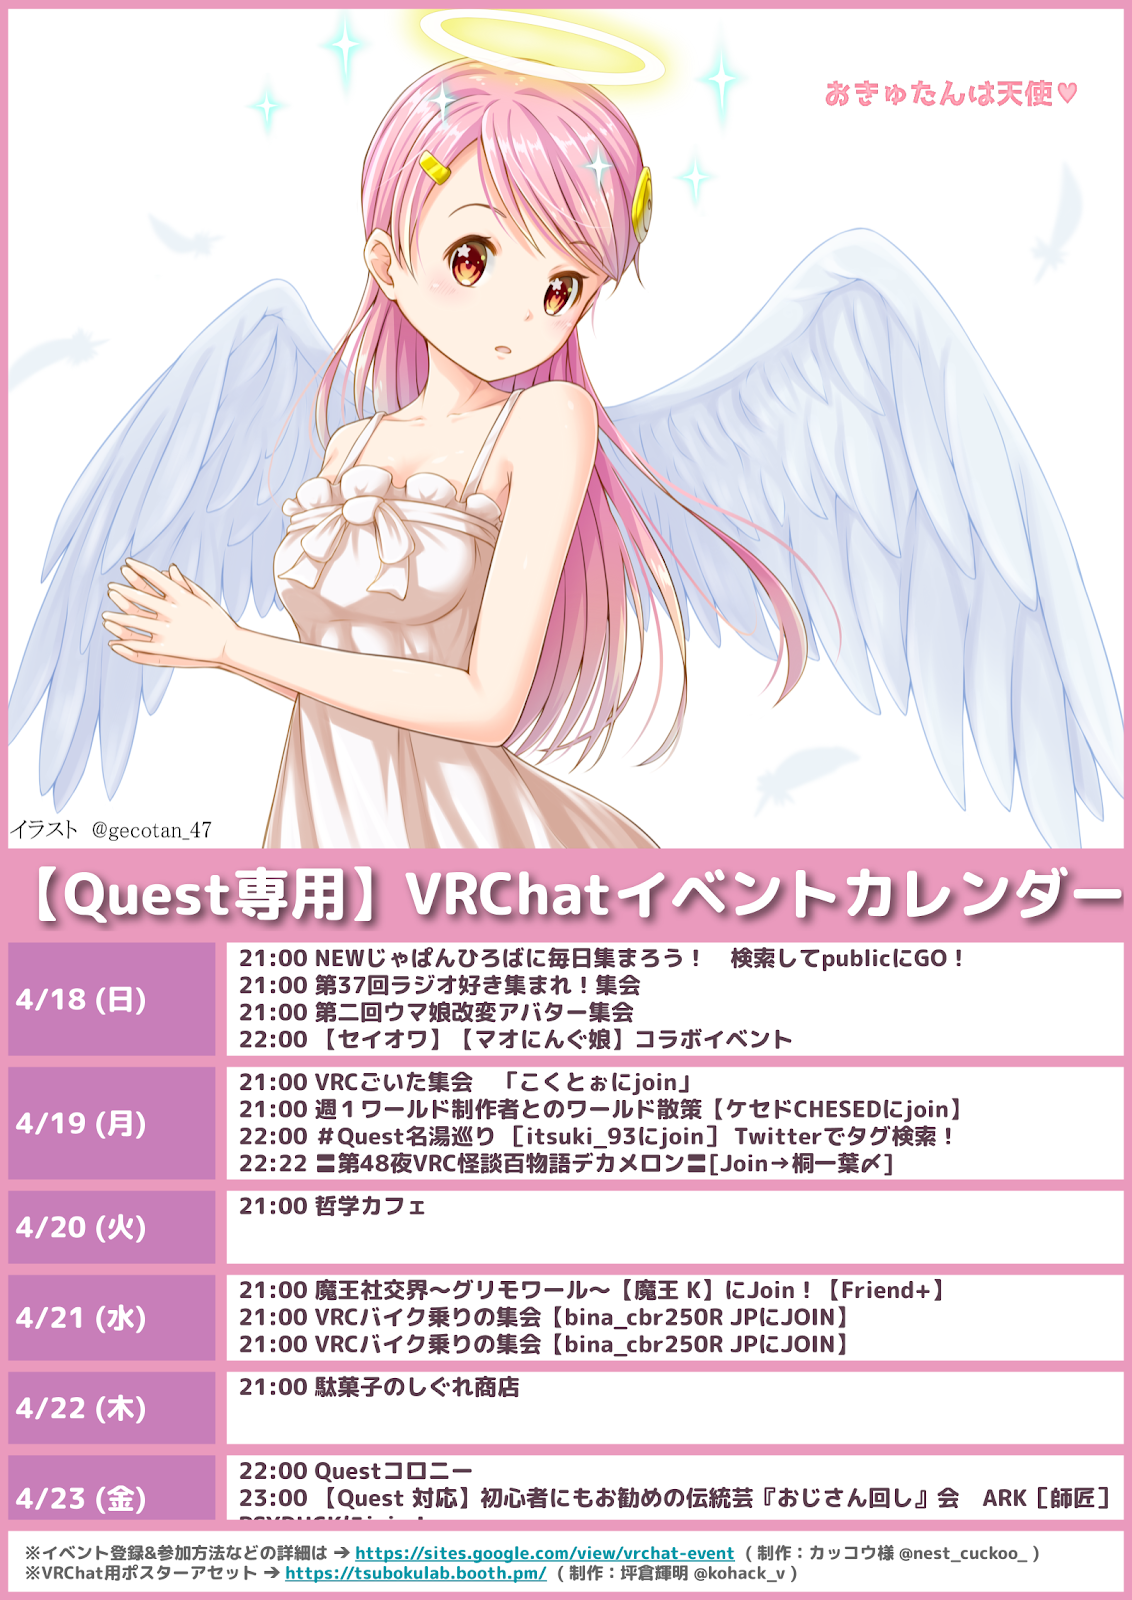 おきゅたんは天使♥
イラスト @gecotan_47
【Quest専用】VRChatイベントカレンダー
4/18 (日)
21:00 NEWじゃぱんひろばに毎日集まろう！　検索してpublicにGO！
21:00 第37回ラジオ好き集まれ！集会
21:00 第二回ウマ娘改変アバター集会
22:00 【セイオワ】【マオにんぐ娘】コラボイベント
4/19 (月)
21:00 VRCごいた集会　「こくとぉにjoin」
21:00 週１ワールド制作者とのワールド散策【ケセドCHESEDにjoin】
22:00 ＃Quest名湯巡り ［itsuki_93にjoin］ Twitterでタグ検索！
22:22 〓第48夜VRC怪談百物語デカメロン〓[Join→桐一葉〆]
4/20 (火)
21:00 哲学カフェ
4/21 (水)
21:00 魔王社交界～グリモワール～【魔王 K】にJoin！【Friend+】
21:00 VRCバイク乗りの集会【bina_cbr250R JPにJOIN】
21:00 VRCバイク乗りの集会【bina_cbr250R JPにJOIN】
4/22 (木)
21:00 駄菓子のしぐれ商店
4/23 (金)
22:00 Questコロニー
23:00 【Quest 対応】初心者にもお勧めの伝統芸『おじさん回し』会　ARK［師匠］
※イベント登録&参加方法などの詳細は ➔ https://sites.google.com/view/vrchat-event ( 制作：カッコウ様 @nest_cuckoo_ )
※VRChat用ポスターアセット ➔ https://tsubokulab.booth.pm/ ( 制作：坪倉輝明 @kohack_v )